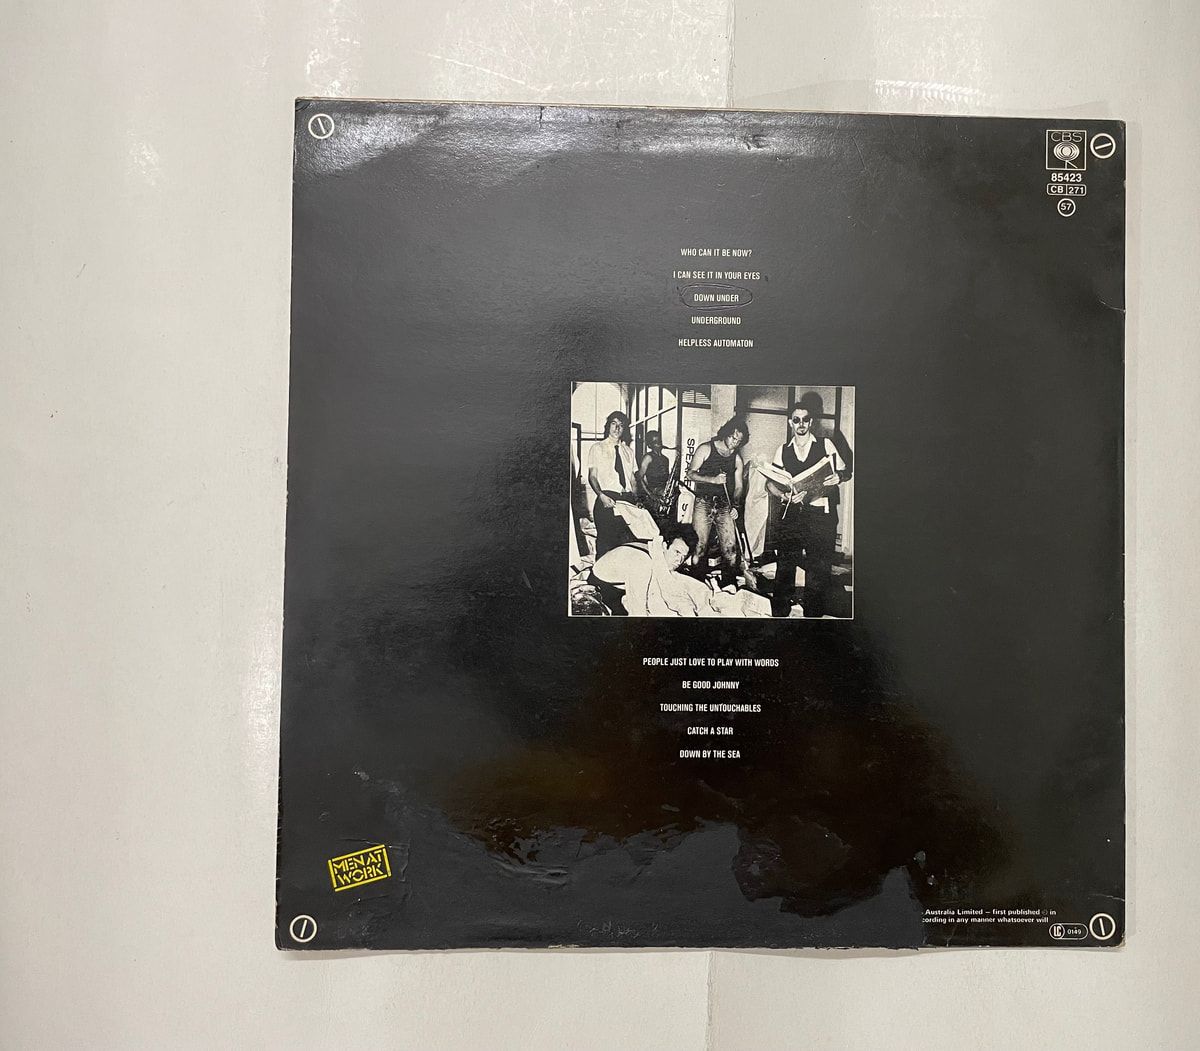 CBS
85423
CB 271
57
WHO CAN IT BE NOW?
I CAN SEE IT IN YOUR EYES
DOWN UNDER
UNDERGROUND
HELPLESS AUTOMATON
PEOPLE JUST LOVE TO PLAY WITH WORDS
BE GOOD JOHNNY
TOUCHING THE UNTOUCHABLES
CATCH A STAR
DOWN BY THE SEA
MEN AT
WORK
Australia Limited – first published ℗ in
cording in any manner whatsoever will
LC 0149